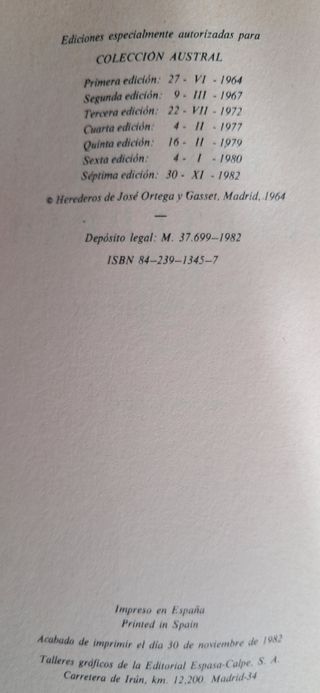 Ediciones especialmente autorizadas para
COLECCIÓN AUSTRAL
Primera edición: 27 - VI - 1964
Segunda edición: 9 - III - 1967
Tercera edición: 22 - VII - 1972
Cuarta edición: 4 - II - 1977
Quinta edición: 16 - II - 1979
Sexta edición: 4 - I - 1980
Séptima edición: 30 - XI - 1982
© Herederos de José Ortega y Gasset, Madrid, 1964
—
Depósito legal: M. 37.699—1982
ISBN 84—239—1345—7
Impreso en España
Printed in Spain
Acabado de imprimir el día 30 de noviembre de 1982
Talleres gráficos de la Editorial Espasa-Calpe, S. A.
Carretera de Irún, km. 12,200. Madrid-34